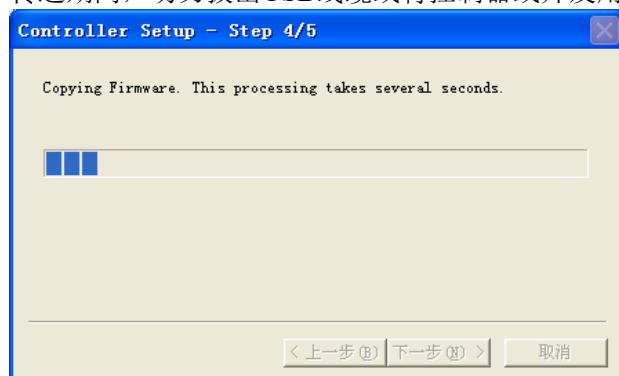 Controller Setup - Step 4/5
Copying Firmware. This processing takes several seconds.
< 上一步(B) 下一步(N) > 取消